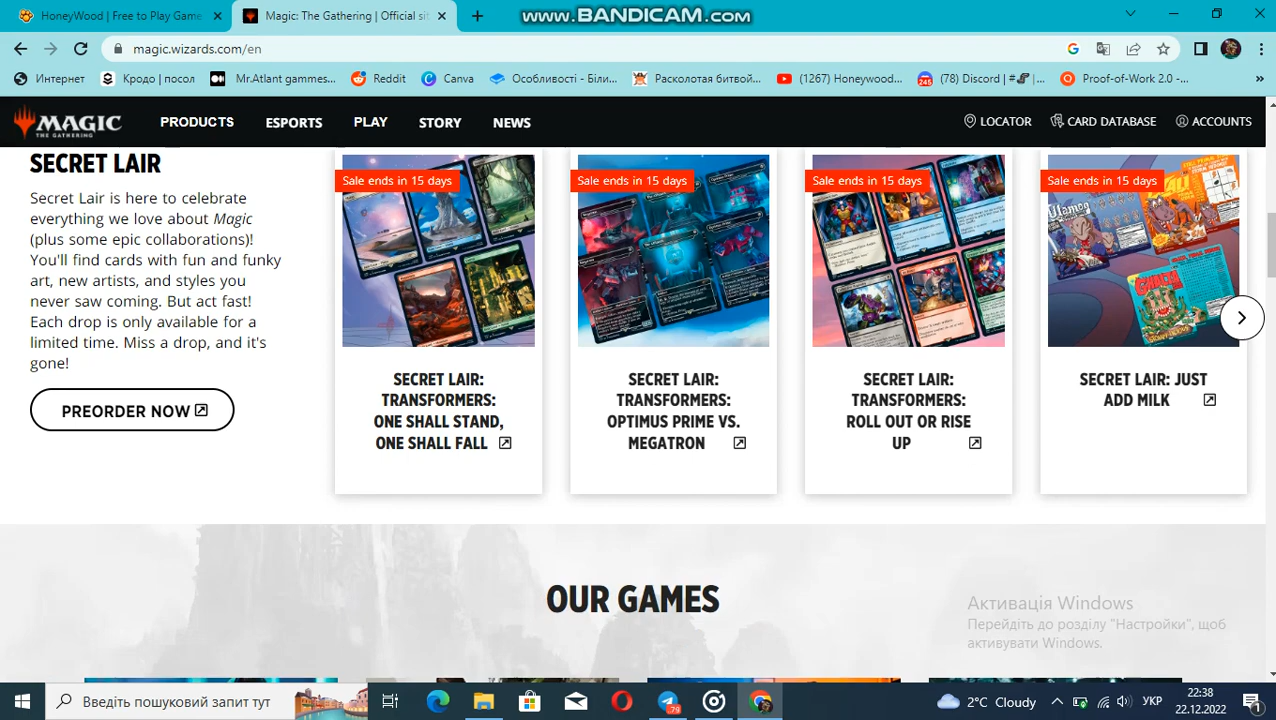 HoneyWood | Free to Play Game
Magic: The Gathering | Official sit
www.BANDICAM.com
magic.wizards.com/en
Интернет
Кродо | посол
Mr.Atlant gammes...
Reddit
Canva
Особливості - Біли...
Расколотая битвой...
(1267) Honeywood...
(78) Discord | #
Proof-of-Work 2.0 -...
»
MAGIC
THE GATHERING
PRODUCTS
ESPORTS
PLAY
STORY
NEWS
LOCATOR
CARD DATABASE
ACCOUNTS
SECRET LAIR
Secret Lair is here to celebrate
everything we love about Magic
(plus some epic collaborations)!
You'll find cards with fun and funky
art, new artists, and styles you
never saw coming. But act fast!
Each drop is only available for a
limited time. Miss a drop, and it's
gone!
PREORDER NOW
Sale ends in 15 days
SECRET LAIR:
TRANSFORMERS:
ONE SHALL STAND,
ONE SHALL FALL
Sale ends in 15 days
SECRET LAIR:
TRANSFORMERS:
OPTIMUS PRIME VS.
MEGATRON
Sale ends in 15 days
SECRET LAIR:
TRANSFORMERS:
ROLL OUT OR RISE
UP
Sale ends in 15 days
SECRET LAIR: JUST
ADD MILK
OUR GAMES
Активація Windows
Перейдіть до розділу "Настройки", щоб
активувати Windows.
Введіть пошуковий запит тут
79
2°C Cloudy
УКР
22:38
22.12.2022
1